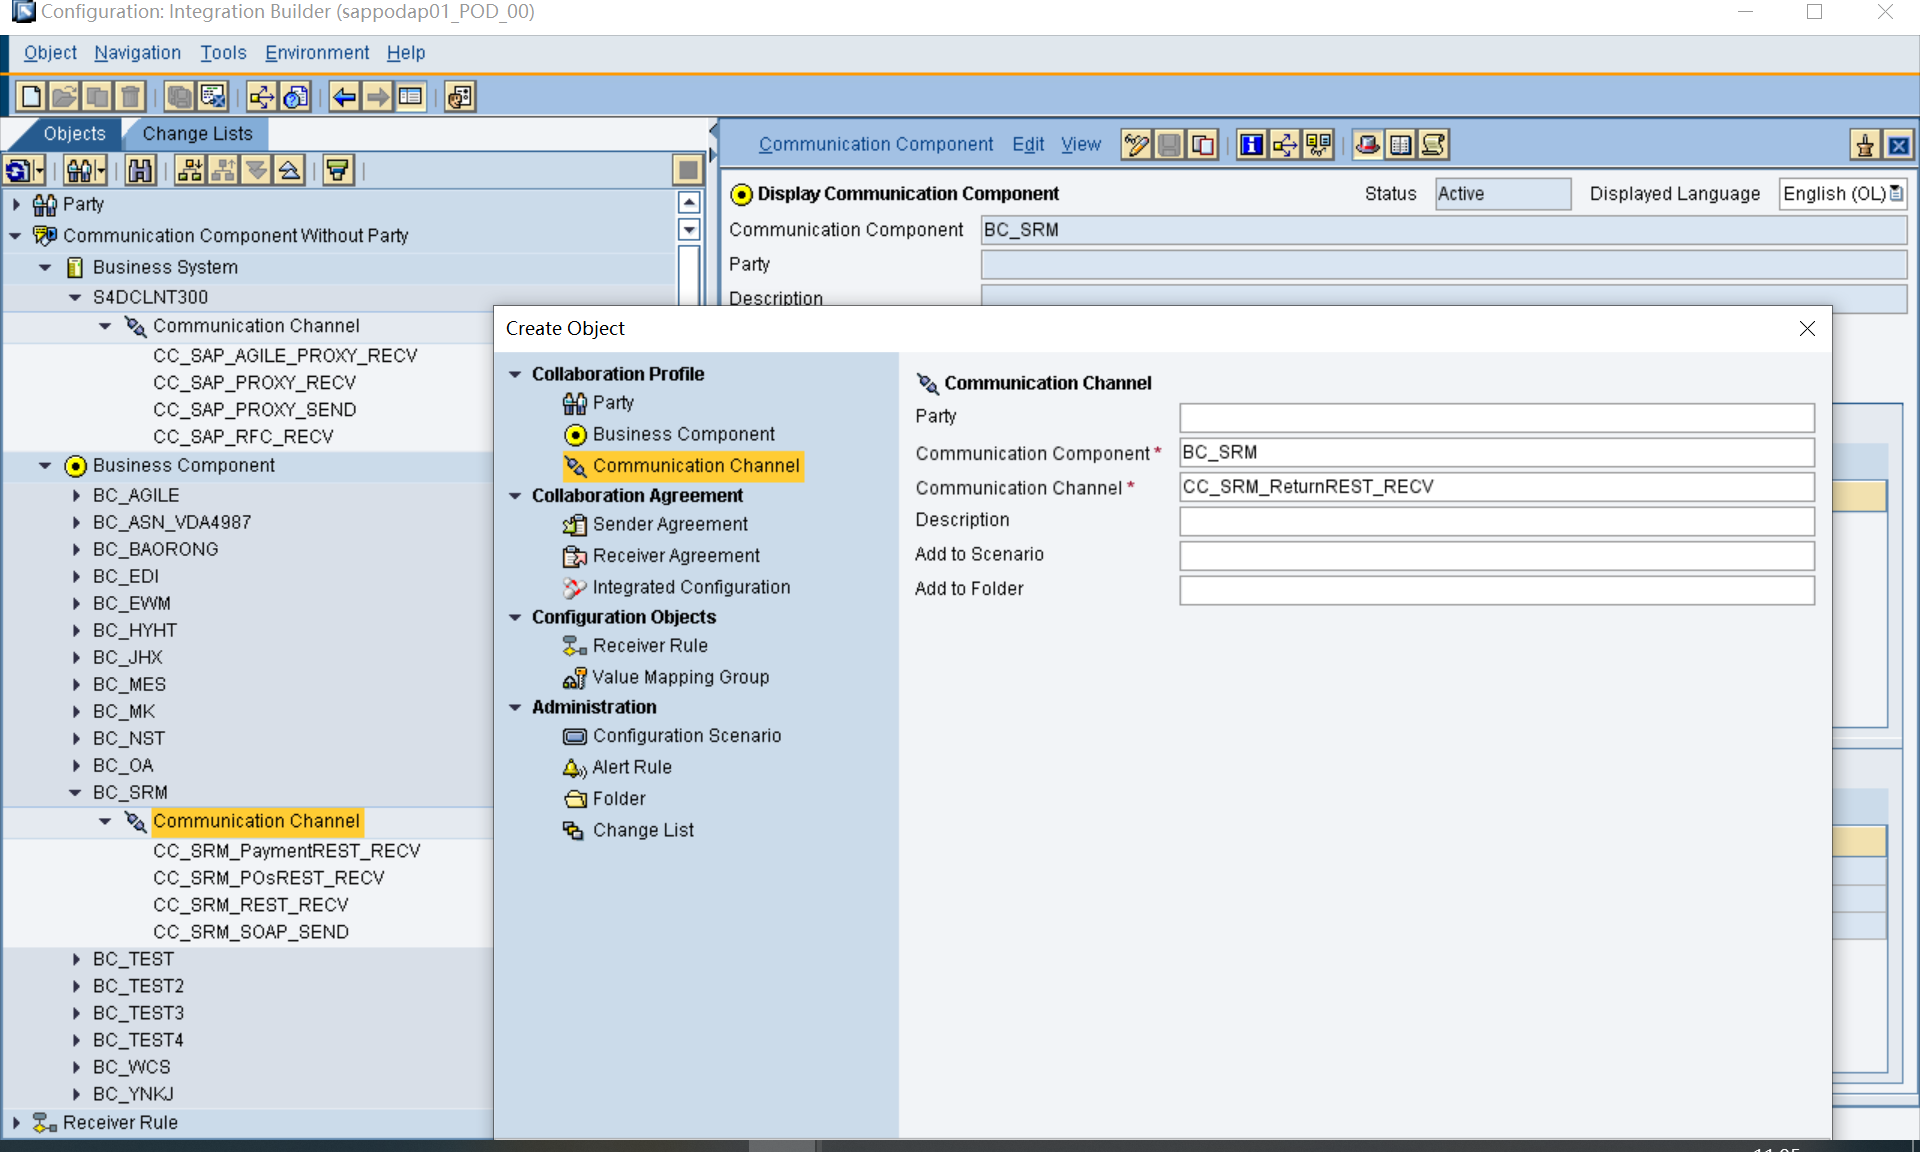 Configuration: Integration Builder (sappodap01_POD_00)
Object Navigation Tools Environment Help
Objects Change Lists
Communication Component Edit View
Party
Communication Component Without Party
Business System
S4DCLNT300
Communication Channel
CC_SAP_AGILE_PROXY_RECV
CC_SAP_PROXY_RECV
CC_SAP_PROXY_SEND
CC_SAP_RFC_RECV
Business Component
BC_AGILE
BC_ASN_VDA4987
BC_BAORONG
BC_EDI
BC_EWM
BC_HYHT
BC_JHX
BC_MES
BC_MK
BC_NST
BC_OA
BC_SRM
Communication Channel
CC_SRM_PaymentREST_RECV
CC_SRM_POsREST_RECV
CC_SRM_REST_RECV
CC_SRM_SOAP_SEND
BC_TEST
BC_TEST2
BC_TEST3
BC_TEST4
BC_WCS
BC_YNKJ
Receiver Rule
Display Communication Component Status Active Displayed Language English (OL)
Communication Component BC_SRM
Party
Description
Create Object
Collaboration Profile
Party
Business Component
Communication Channel
Collaboration Agreement
Sender Agreement
Receiver Agreement
Integrated Configuration
Configuration Objects
Receiver Rule
Value Mapping Group
Administration
Configuration Scenario
Alert Rule
Folder
Change List
Communication Channel
Party
Communication Component * BC_SRM
Communication Channel * CC_SRM_ReturnREST_RECV
Description
Add to Scenario
Add to Folder